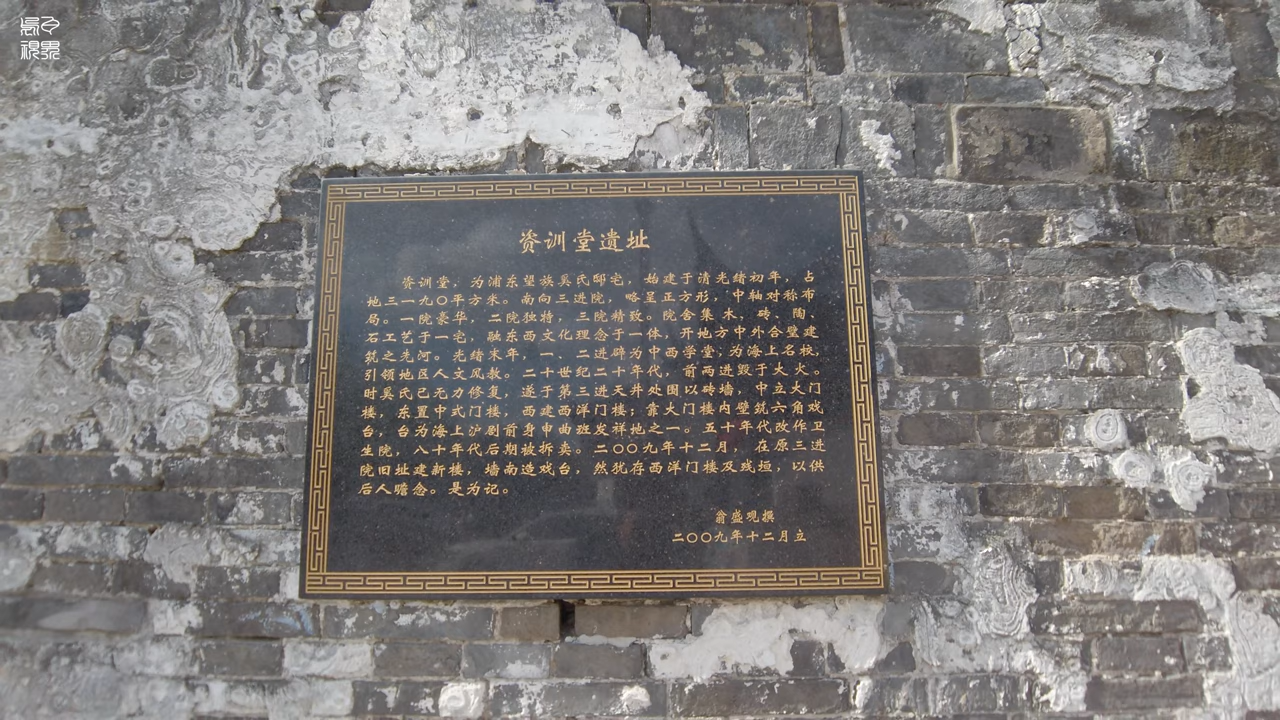 资训堂遗址
资训堂，为浦东望族奚氏邸宅，始建于清光绪初年，占
地三一九〇平方米。南向三进院，略呈正方形，中轴对称布
局。一院豪华，二院独特，三院精致。院舍集木、砖、陶、
石工艺于一宅，融东西文化理念于一体，开地方中外合璧建
筑之先河。光绪末年，一、二进辟为中西学堂；为海上名校，
引领地区人文风教。二十世纪二十年代，前两进毁于大火。
时奚氏已无力修复，遂于第三进天井处围以砖墙，中立大门
楼，东置中式门楼，西建西洋门楼；靠大门楼内壁筑六角戏
台，台为海上沪剧前身申曲班发祥地之一。五十年代改作卫
生院，八十年代后期被拆卖。二〇〇九年十二月，在原三进
院旧址建新楼，墙南造戏台，然犹存西洋门楼及残垣，以供
后人瞻念。是为记。
翁盛观撰
二〇〇九年十二月立